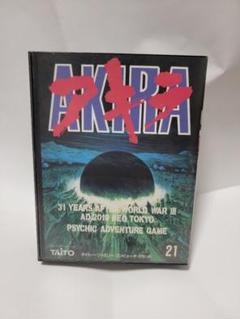 AKIRA
アキラ
31 YEARS AFTER WORLD WAR III
AD.2019 NEO TOKYO
PSYCHIC ADVENTURE GAME
21
TAITO